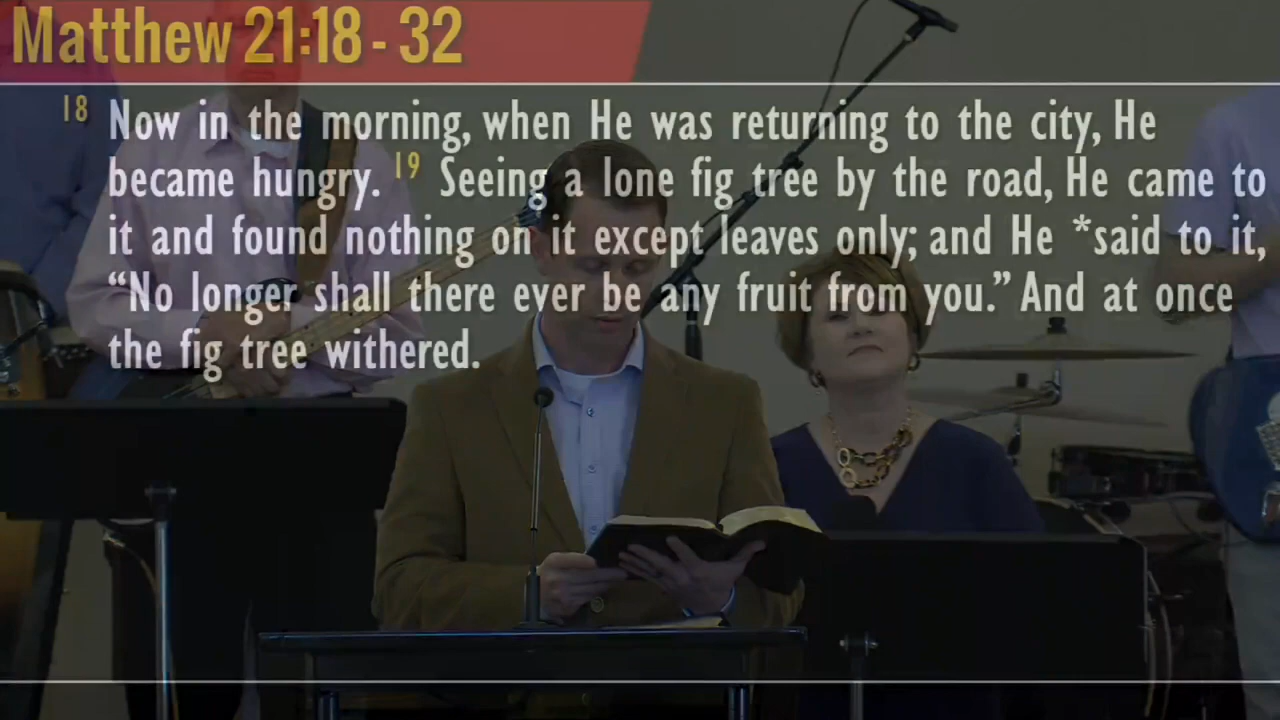 Matthew 21:18 - 32
18 Now in the morning, when He was returning to the city, He
became hungry. 19 Seeing a lone fig tree by the road, He came to
it and found nothing on it except leaves only; and He *said to it,
“No longer shall there ever be any fruit from you.” And at once
the fig tree withered.